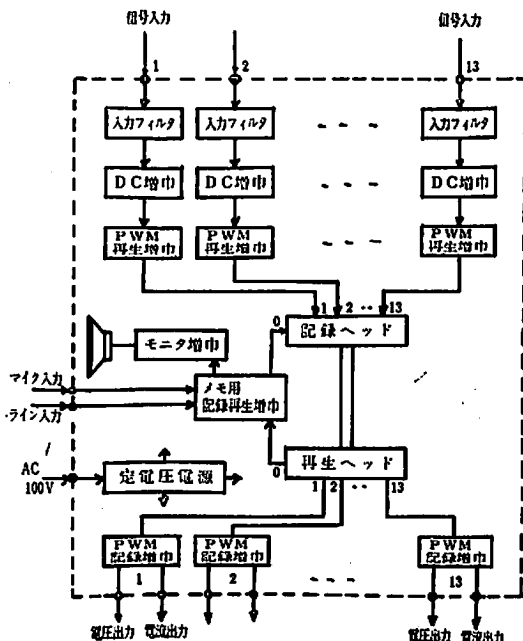 信号入力 信号入力
1 2 13
入力フィルタ 入力フィルタ 入力フィルタ
DC増巾 DC増巾 DC増巾
PWM PWM PWM
再生増巾 再生増巾 再生増巾
1 2 ‥ 13
0 記録ヘッド
モニタ増巾
マイク入力 メモ用
ライン入力 記録再生増巾
AC
100V 定電圧電源
0 再生ヘッド
1 2 ‥ 13
PWM PWM PWM
記録増巾 記録増巾 記録増巾
1 2 13
電圧出力 電流出力 電圧出力 電流出力